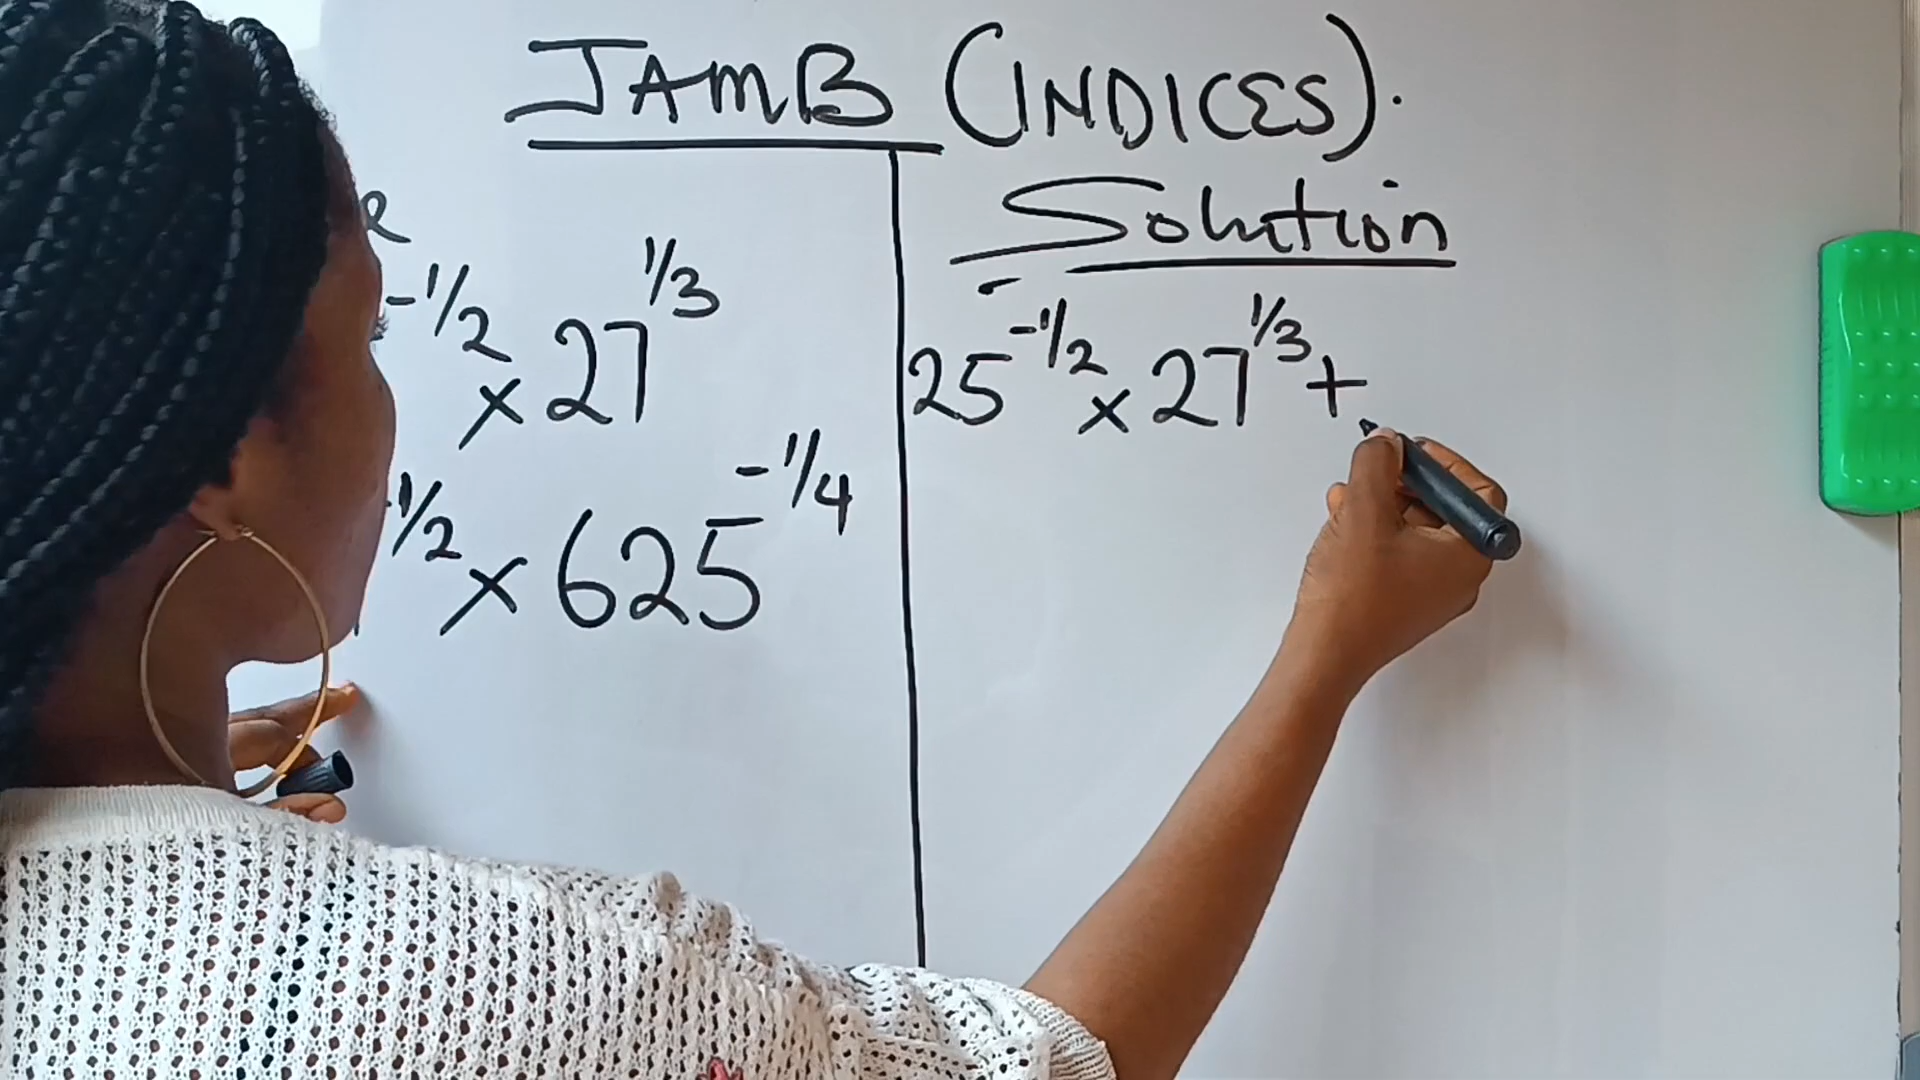 JAMB (INDICES).
Solution
-1/2 × 27^1/3
25^-1/2 × 27^1/3 +
1/2 × 625^-1/4